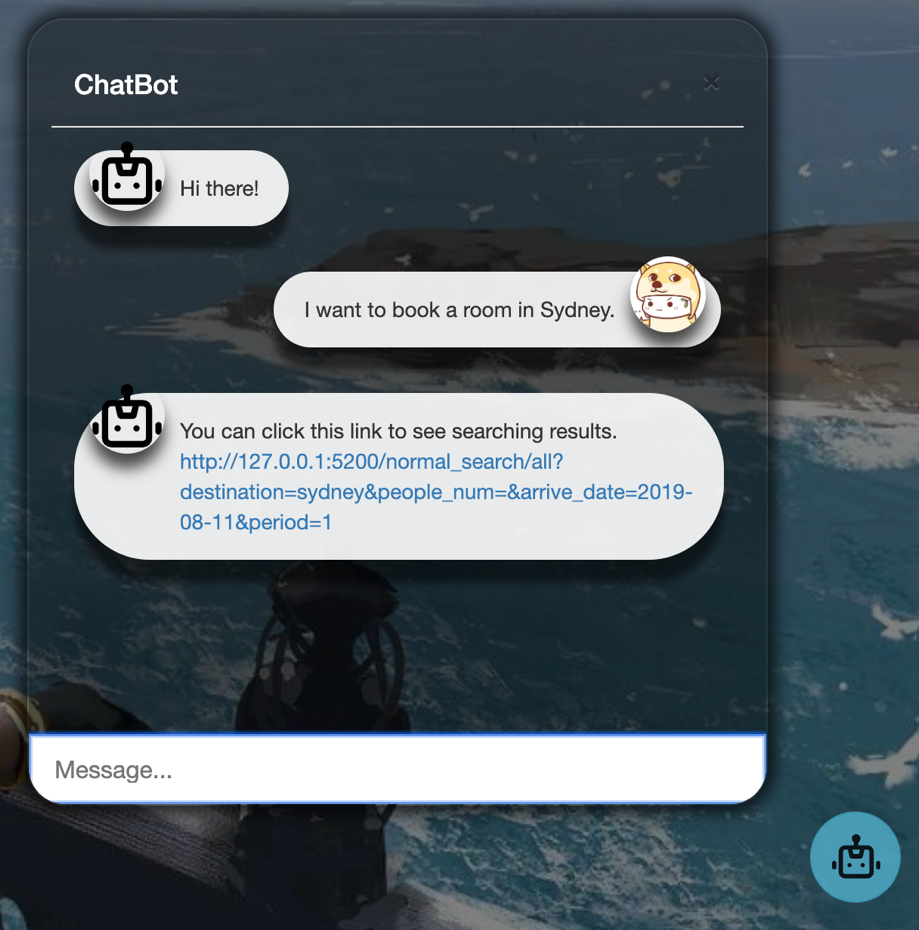 ChatBot
×
Hi there!
I want to book a room in Sydney.
You can click this link to see searching results.
http://127.0.0.1:5200/normal_search/all?
destination=sydney&people_num=&arrive_date=2019-
08-11&period=1
Message...